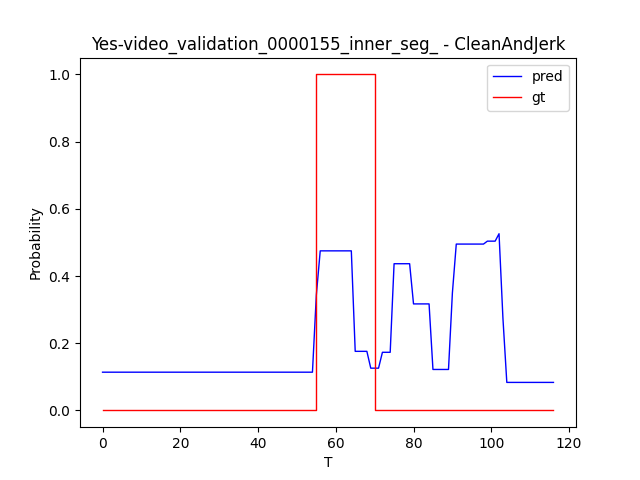 Yes-video_validation_0000155_inner_seg_ - CleanAndJerk
pred
gt
1.0
0.8
0.6
0.4
0.2
0.0
Probability
0 20 40 60 80 100 120
T